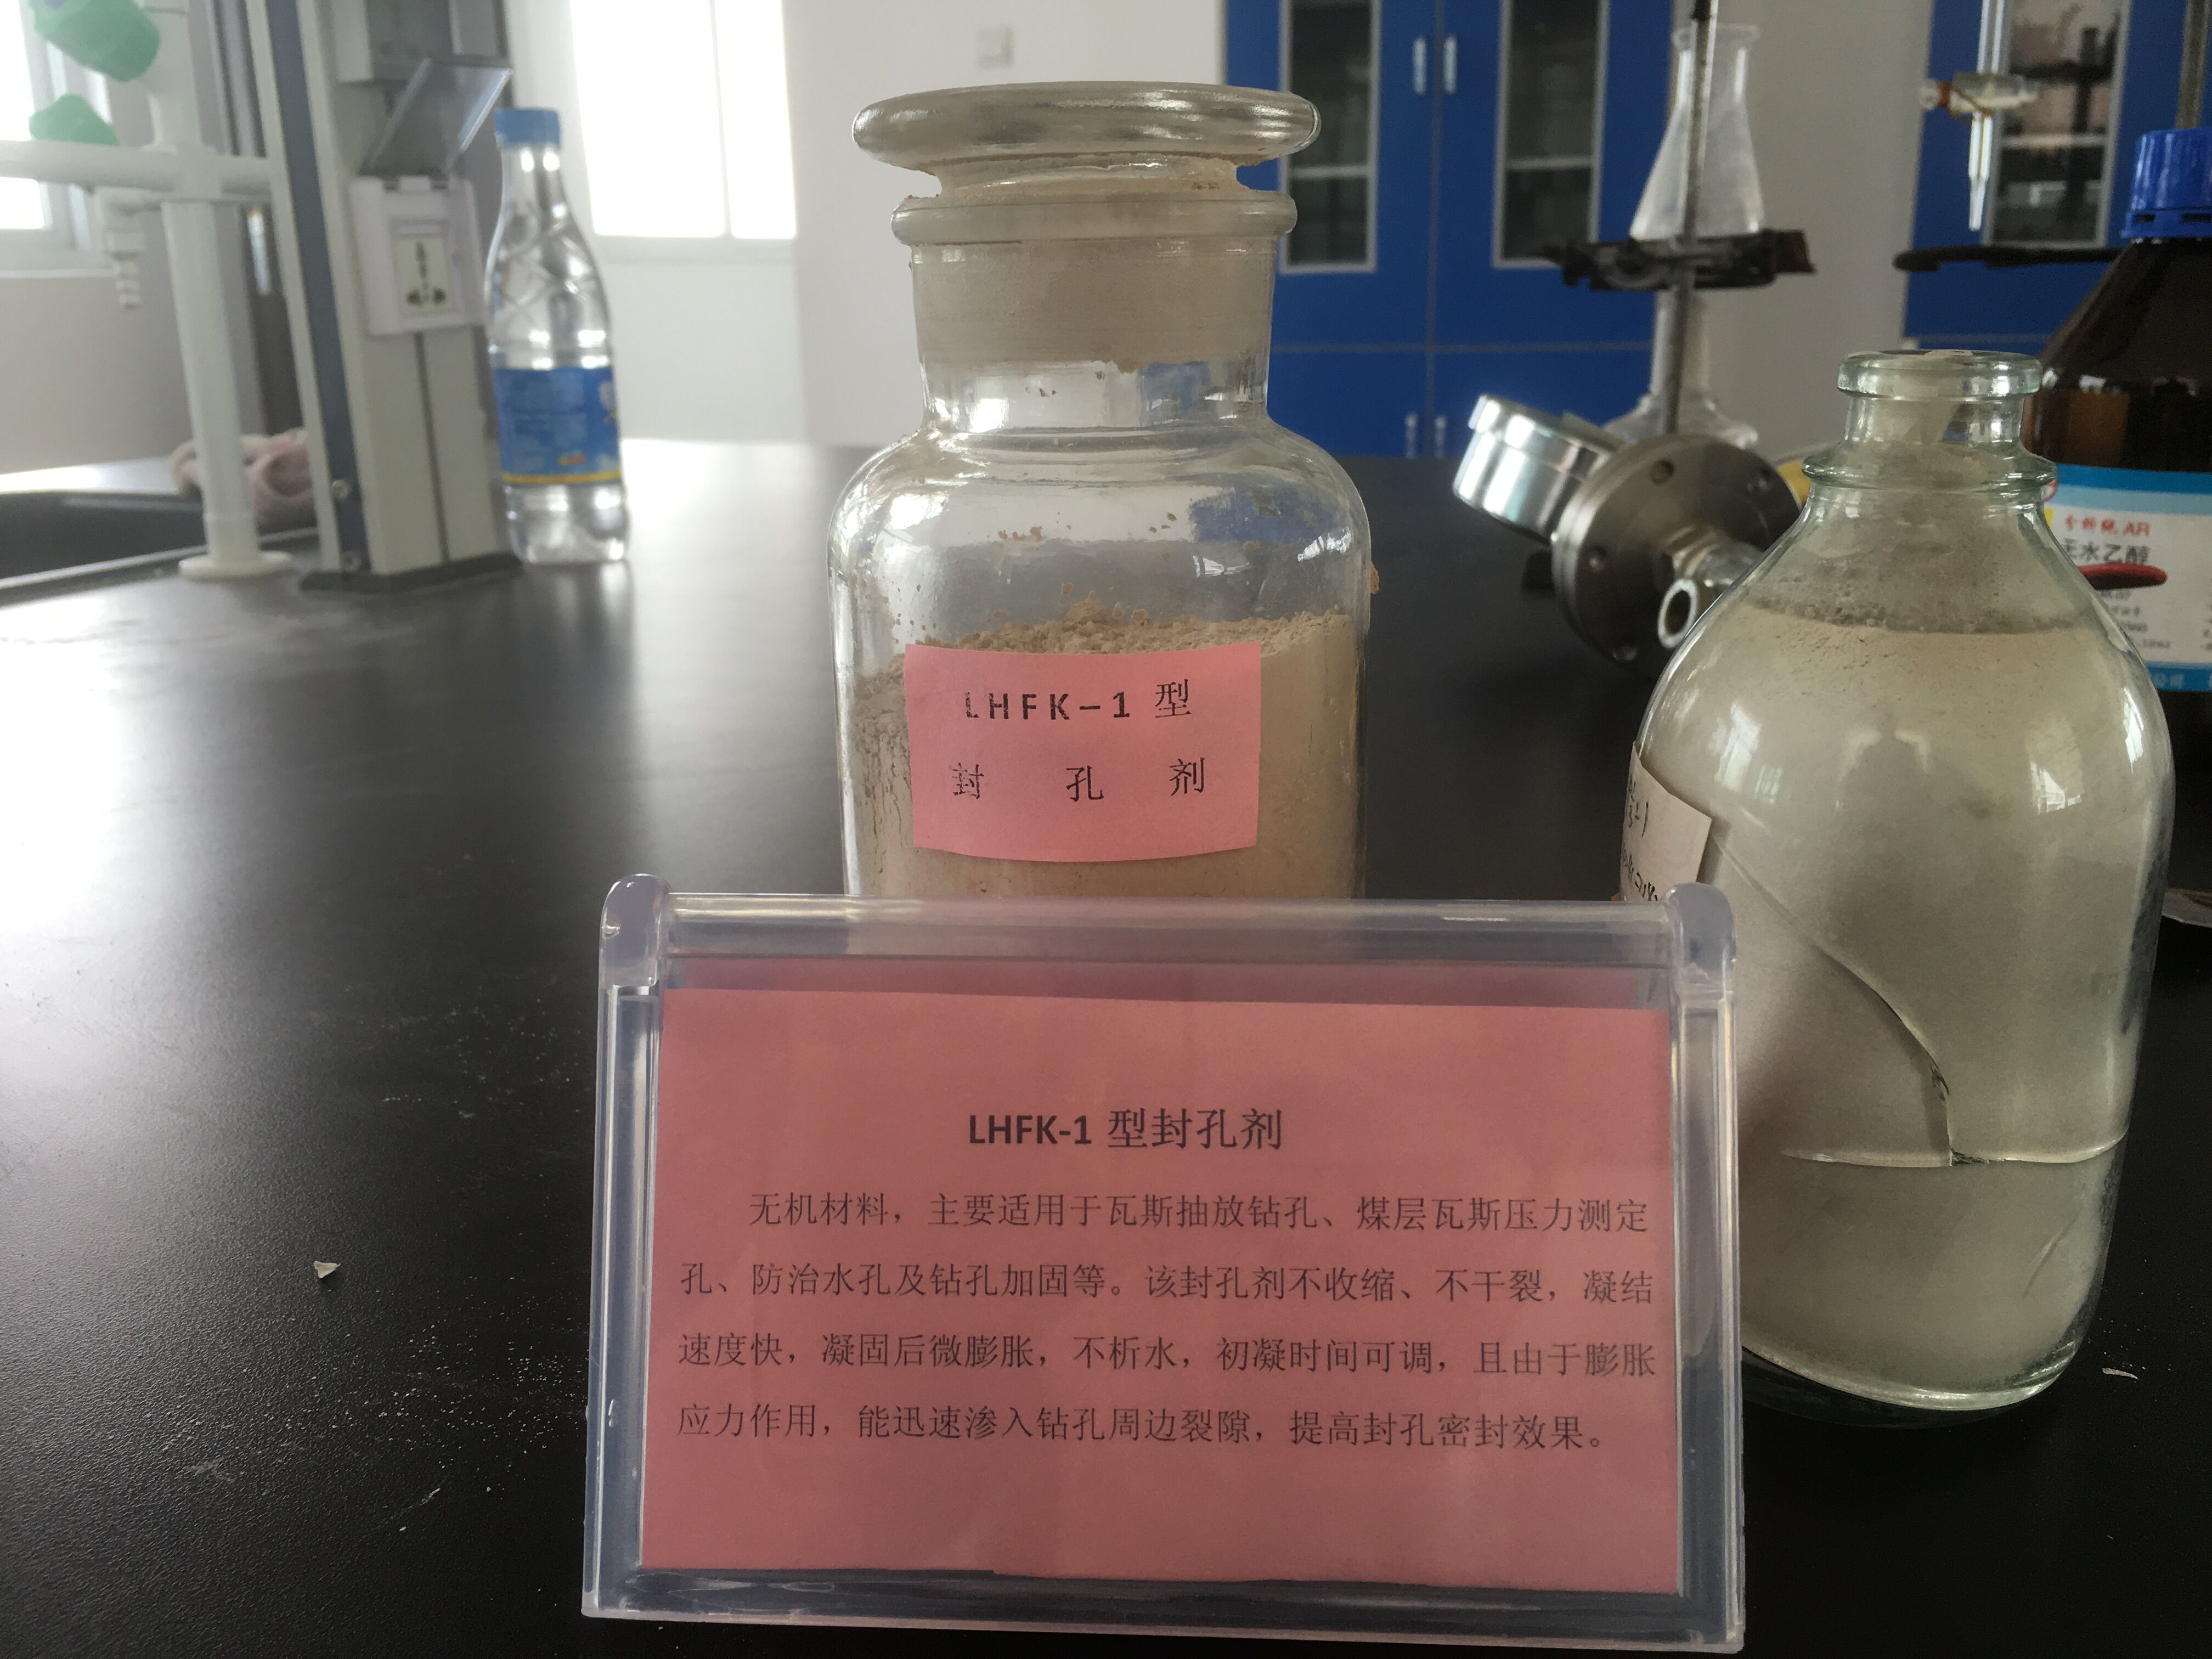 LHFK-1 型
封 孔 剂
分析纯 AR
无水乙醇
LHFK-1 型封孔剂
无机材料，主要适用于瓦斯抽放钻孔、煤层瓦斯压力测定
孔、防治水孔及钻孔加固等。该封孔剂不收缩、不干裂，凝结
速度快，凝固后微膨胀，不析水，初凝时间可调，且由于膨胀
应力作用，能迅速渗入钻孔周边裂隙，提高封孔密封效果。